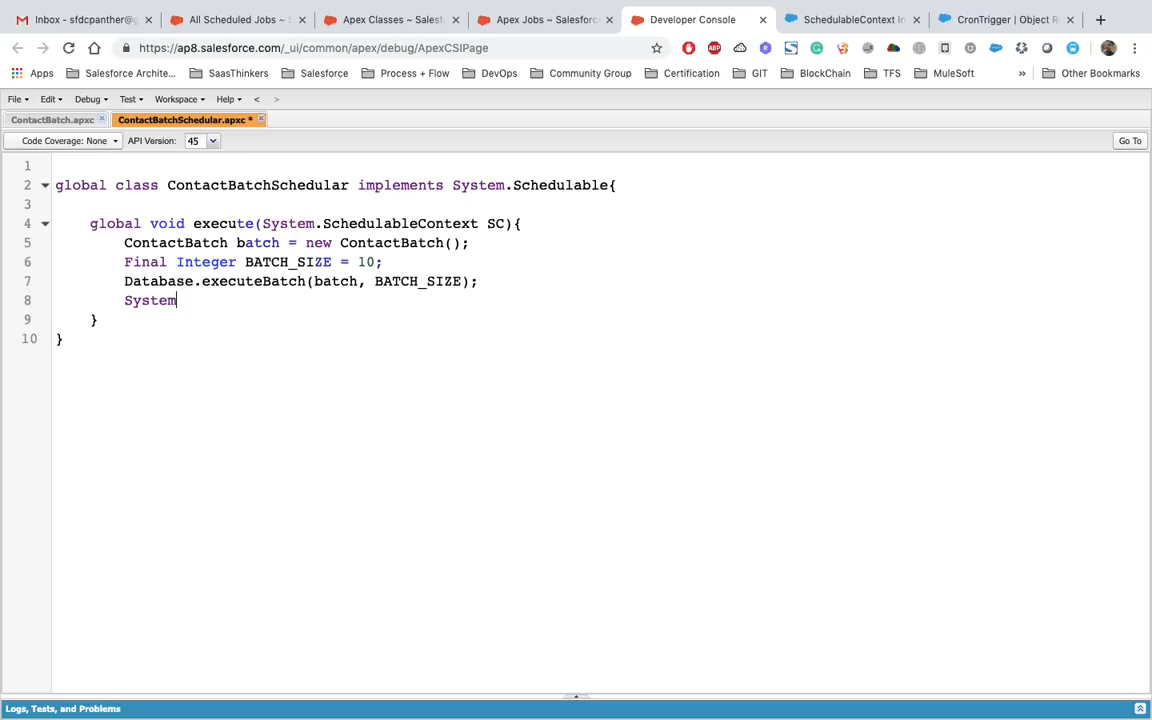 Inbox - sfdcpanther@g
All Scheduled Jobs ~ S
Apex Classes ~ Salesf
Apex Jobs ~ Salesfor
Developer Console
SchedulableContext In
CronTrigger | Object R
https://ap8.salesforce.com/_ui/common/apex/debug/ApexCSIPage
Apps
Salesforce Archite...
SaasThinkers
Salesforce
Process + Flow
DevOps
Community Group
Certification
GIT
BlockChain
TFS
MuleSoft
»
Other Bookmarks
File
Edit
Debug
Test
Workspace
Help
<
>
ContactBatch.apxc
ContactBatchSchedular.apxc *
Code Coverage: None
API Version:
45
Go To
1
2 global class ContactBatchSchedular implements System.Schedulable{
3
4 global void execute(System.SchedulableContext SC){
5 ContactBatch batch = new ContactBatch();
6 Final Integer BATCH_SIZE = 10;
7 Database.executeBatch(batch, BATCH_SIZE);
8 System
9 }
10 }
Logs, Tests, and Problems